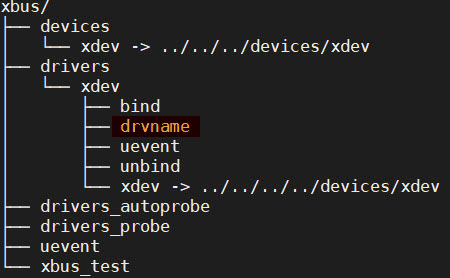 xbus/
├── devices
│   └── xdev -> ../../../devices/xdev
├── drivers
│   └── xdev
│       ├── bind
│       ├── drvname
│       ├── uevent
│       ├── unbind
│       └── xdev -> ../../../../devices/xdev
├── drivers_autoprobe
├── drivers_probe
├── uevent
└── xbus_test